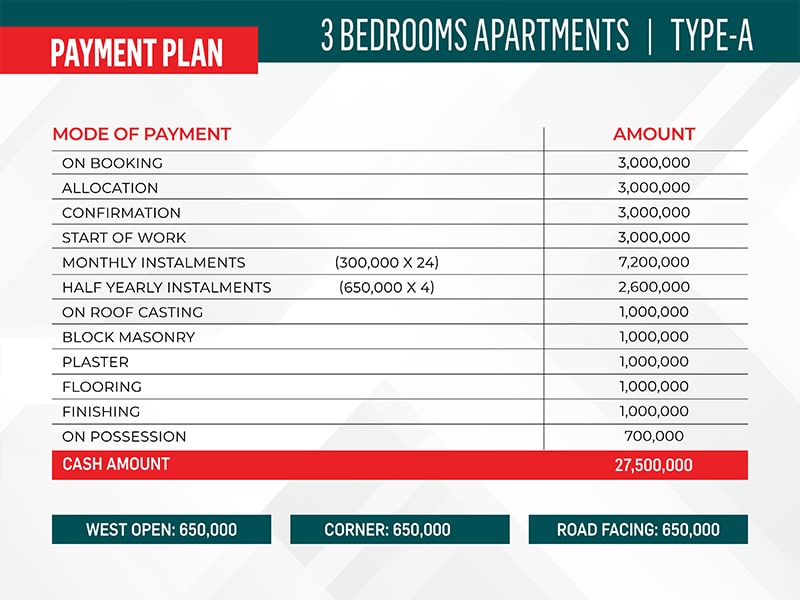 3 BEDROOMS APARTMENTS | TYPE-A
PAYMENT PLAN
MODE OF PAYMENT AMOUNT
ON BOOKING 3,000,000
ALLOCATION 3,000,000
CONFIRMATION 3,000,000
START OF WORK 3,000,000
MONTHLY INSTALMENTS (300,000 X 24) 7,200,000
HALF YEARLY INSTALMENTS (650,000 X 4) 2,600,000
ON ROOF CASTING 1,000,000
BLOCK MASONRY 1,000,000
PLASTER 1,000,000
FLOORING 1,000,000
FINISHING 1,000,000
ON POSSESSION 700,000
CASH AMOUNT 27,500,000
WEST OPEN: 650,000 CORNER: 650,000 ROAD FACING: 650,000